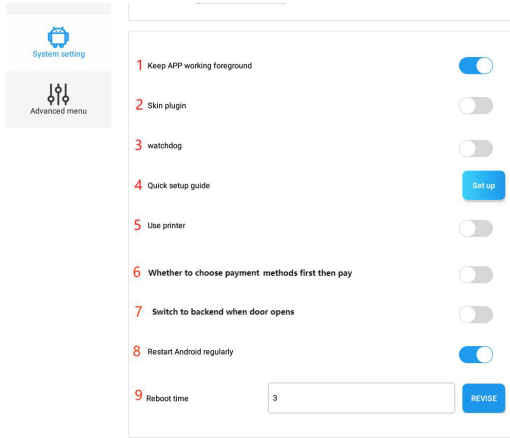 System setting
Advanced menu
1 Keep APP working foreground
2 Skin plugin
3 watchdog
4 Quick setup guide Set up
5 Use printer
6 Whether to choose payment methods first then pay
7 Switch to backend when door opens
8 Restart Android regularly
9 Reboot time 3 REVISE